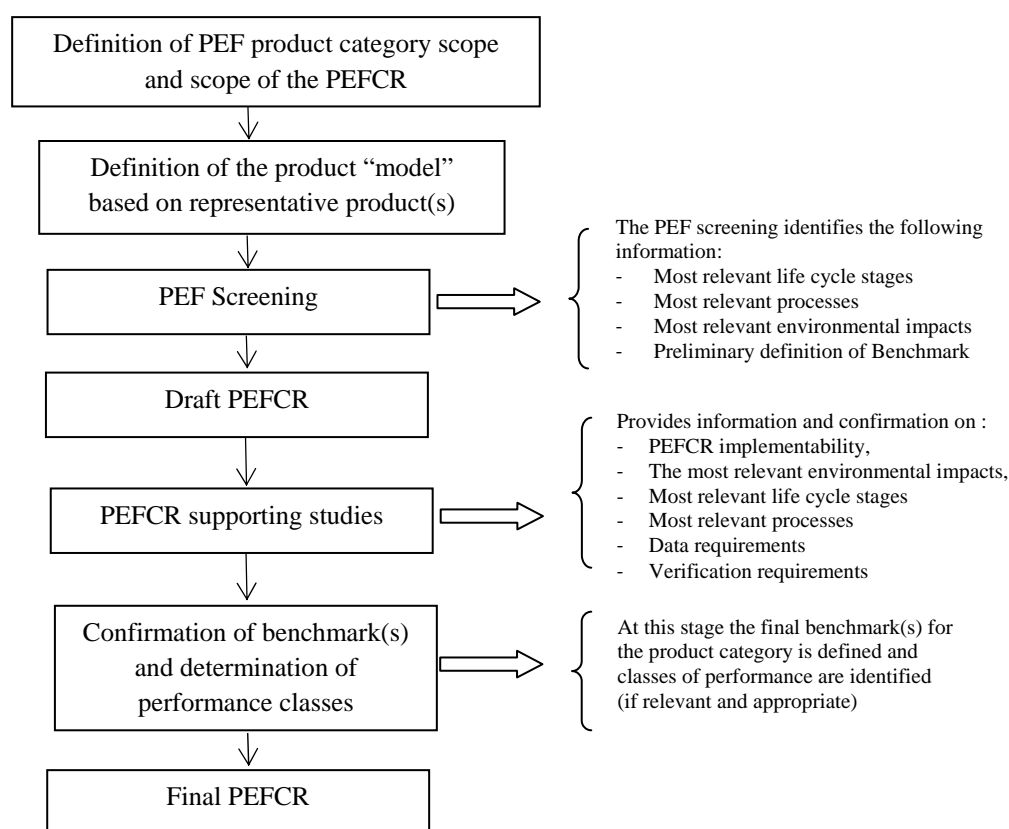 Definition of PEF product category scope
and scope of the PEFCR
Definition of the product “model”
based on representative product(s)
PEF Screening
The PEF screening identifies the following
information:
- Most relevant life cycle stages
- Most relevant processes
- Most relevant environmental impacts
- Preliminary definition of Benchmark
Draft PEFCR
PEFCR supporting studies
Provides information and confirmation on :
- PEFCR implementability,
- The most relevant environmental impacts,
- Most relevant life cycle stages
- Most relevant processes
- Data requirements
- Verification requirements
Confirmation of benchmark(s)
and determination of
performance classes
At this stage the final benchmark(s) for
the product category is defined and
classes of performance are identified
(if relevant and appropriate)
Final PEFCR